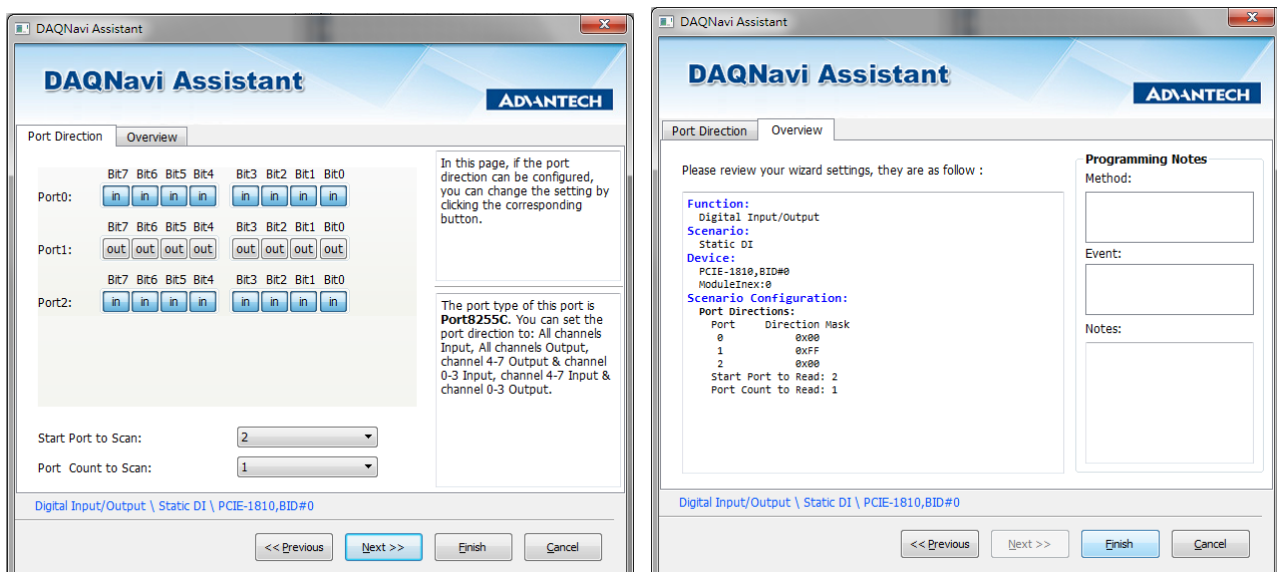 DAQNavi Assistant
DAQNavi Assistant
ADVANTECH
Port Direction Overview
Bit7 Bit6 Bit5 Bit4 Bit3 Bit2 Bit1 Bit0
Port0: in in in in in in in in
Bit7 Bit6 Bit5 Bit4 Bit3 Bit2 Bit1 Bit0
Port1: out out out out out out out out
Bit7 Bit6 Bit5 Bit4 Bit3 Bit2 Bit1 Bit0
Port2: in in in in in in in in
In this page, if the port
direction can be configured,
you can change the setting by
clicking the corresponding
button.
The port type of this port is
Port8255C. You can set the
port direction to: All channels
Input, All channels Output,
channel 4-7 Output & channel
0-3 Input, channel 4-7 Input &
channel 0-3 Output.
Start Port to Scan: 2
Port Count to Scan: 1
Digital Input/Output \ Static DI \ PCIE-1810,BID#0
<< Previous Next >> Finish Cancel
DAQNavi Assistant
DAQNavi Assistant
ADVANTECH
Port Direction Overview
Please review your wizard settings, they are as follow :
Function:
Digital Input/Output
Scenario:
Static DI
Device:
PCIE-1810,BID#0
ModuleInex:0
Scenario Configuration:
Port Directions:
Port Direction Mask
0 0x00
1 0xFF
2 0x00
Start Port to Read: 2
Port Count to Read: 1
Programming Notes
Method:
Event:
Notes:
Digital Input/Output \ Static DI \ PCIE-1810,BID#0
<< Previous Next >> Finish Cancel